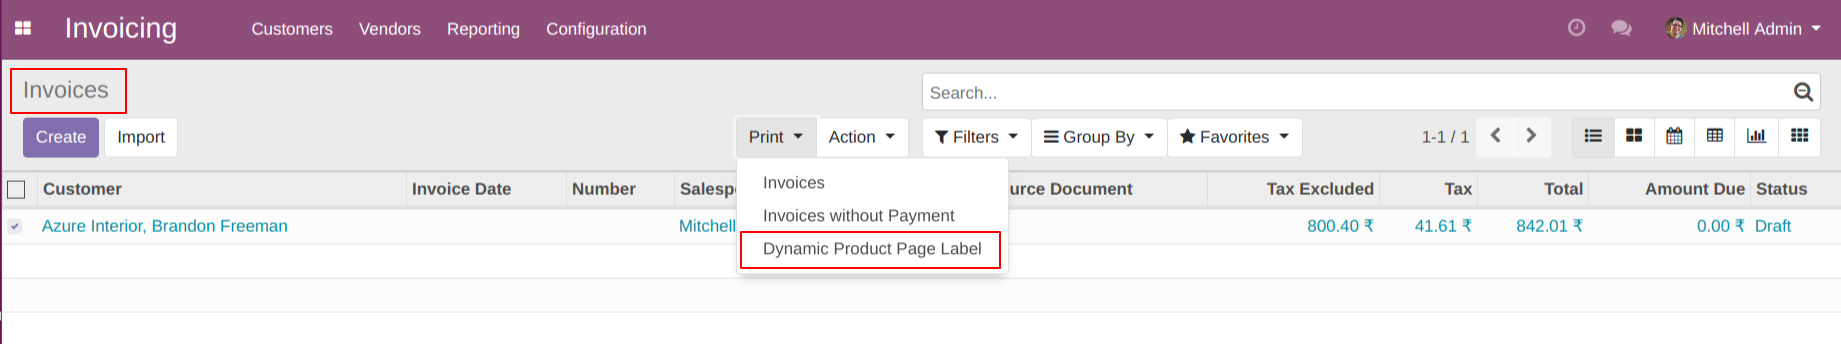 Invoicing Customers Vendors Reporting Configuration Mitchell Admin
Invoices
Search...
Create Import Print Action Filters Group By Favorites 1-1 / 1
Customer Invoice Date Number Salesp urce Document Tax Excluded Tax Total Amount Due Status
Invoices
Invoices without Payment
Azure Interior, Brandon Freeman Mitchell 800.40 ₹ 41.61 ₹ 842.01 ₹ 0.00 ₹ Draft
Dynamic Product Page Label